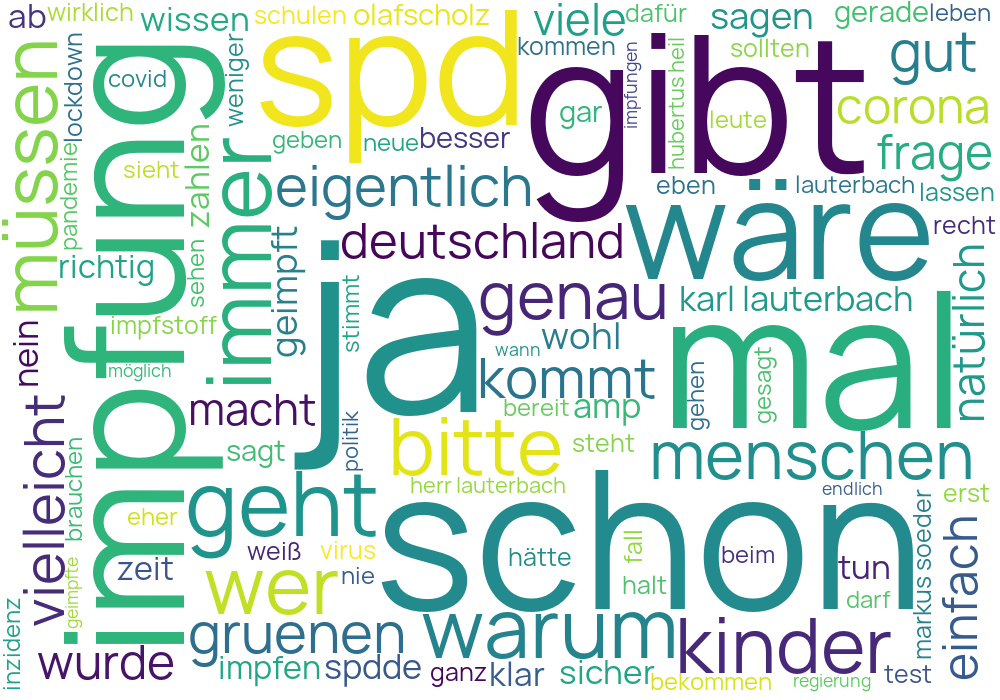 ab
wirklich
wissen
schulen
olafscholz
viele
dafür
sagen
gerade
leben
covid
lockdown
weniger
spd
kommen
gibt
impfungen
hubertus heil
sollten
gut
müssen
pandemie
impfung
sieht
zahlen
immer
geben
neue
besser
gar
leute
corona
frage
eigentlich
eben
lauterbach
lassen
wäre
recht
richtig
sehen
geimpft
stimmt
ja
deutschland
genau
karl lauterbach
natürlich
nein
impfstoff
möglich
wohl
wann
kommt
mal
gehen
gesagt
macht
bereit
amp
vielleicht
brauchen
sagt
politik
bitte
steht
menschen
geht
herr lauterbach
schon
endlich
erst
eher
weiß
virus
hätte
fall
beim
markus soeder
einfach
geimpfte
zeit
wer
nie
halt
tun
darf
inzidenz
gruenen
warum
kinder
wurde
impfen
spdde
ganz
klar
sicher
bekommen
regierung
test